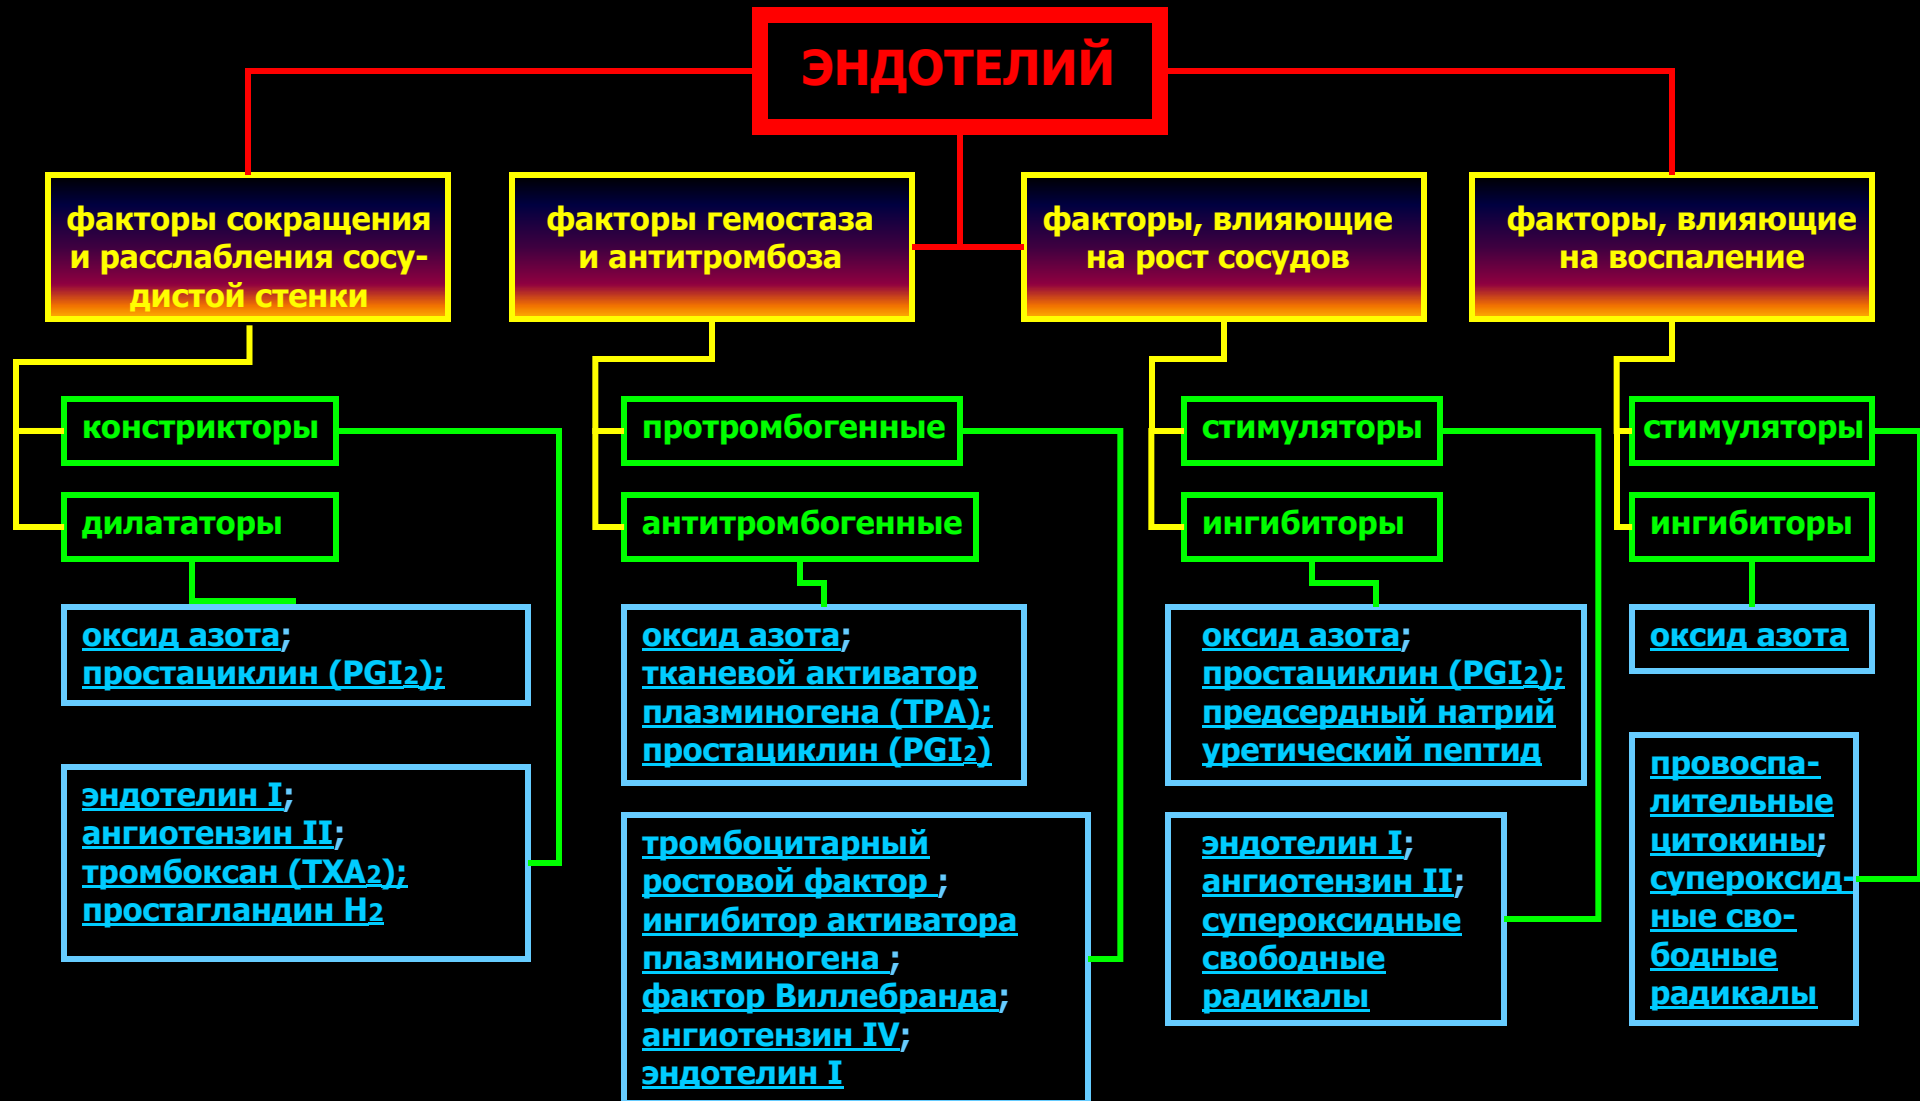 ЭНДОТЕЛИЙ
факторы сокращения
и расслабления сосу-
дистой стенки
факторы гемостаза
и антитромбоза
факторы, влияющие
на рост сосудов
факторы, влияющие
на воспаление
констрикторы
протромбогенные
стимуляторы
стимуляторы
дилататоры
антитромбогенные
ингибиторы
ингибиторы
оксид азота;
простациклин (PGI2);
оксид азота;
тканевой активатор
плазминогена (ТРА);
простациклин (PGI2)
оксид азота;
простациклин (PGI2);
предсердный натрий
уретический пептид
оксид азота
эндотелин I;
ангиотензин II;
тромбоксан (ТХА2);
простагландин Н2
тромбоцитарный
ростовой фактор ;
ингибитор активатора
плазминогена ;
фактор Виллебранда;
ангиотензин IV;
эндотелин I
эндотелин I;
ангиотензин II;
супероксидные
свободные
радикалы
провоспа-
лительные
цитокины;
супероксид-
ные сво-
бодные
радикалы